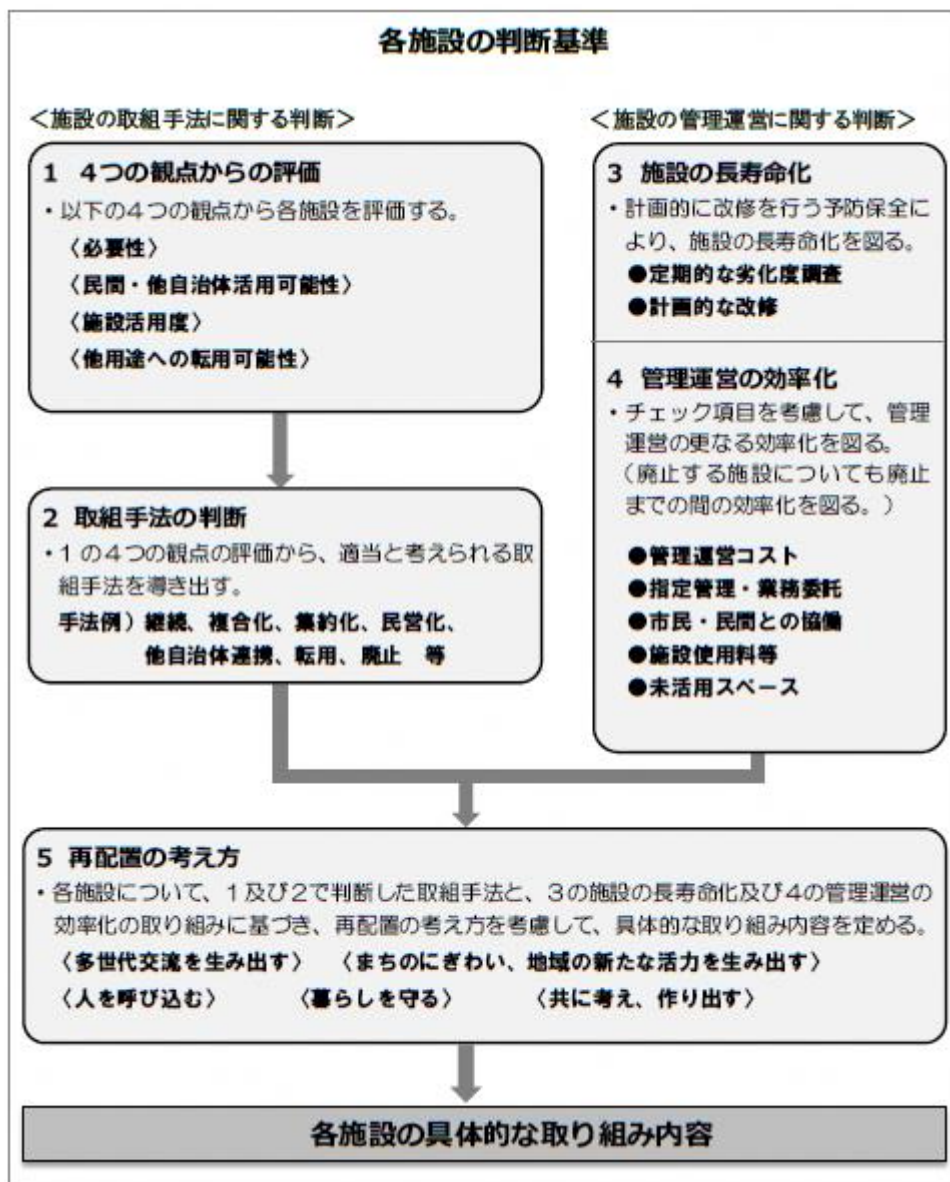 各施設の判断基準
＜施設の取組手法に関する判断＞
1 4つの観点からの評価
・以下の4つの観点から各施設を評価する。
〈必要性〉
〈民間・他自治体活用可能性〉
〈施設活用度〉
〈他用途への転用可能性〉
2 取組手法の判断
・1の4つの観点の評価から、適当と考えられる取
組手法を導き出す。
手法例）継続、複合化、集約化、民営化、
他自治体連携、転用、廃止 等
＜施設の管理運営に関する判断＞
3 施設の長寿命化
・計画的に改修を行う予防保全に
より、施設の長寿命化を図る。
●定期的な劣化度調査
●計画的な改修
4 管理運営の効率化
・チェック項目を考慮して、管理
運営の更なる効率化を図る。
（廃止する施設についても廃止
までの間の効率化を図る。）
●管理運営コスト
●指定管理・業務委託
●市民・民間との協働
●施設使用料等
●未活用スペース
5 再配置の考え方
・各施設について、1及び2で判断した取組手法と、3の施設の長寿命化及び4の管理運営の
効率化の取り組みに基づき、再配置の考え方を考慮して、具体的な取り組み内容を定める。
〈多世代交流を生み出す〉 〈まちのにぎわい、地域の新たな活力を生み出す〉
〈人を呼び込む〉 〈暮らしを守る〉 〈共に考え、作り出す〉
各施設の具体的な取り組み内容